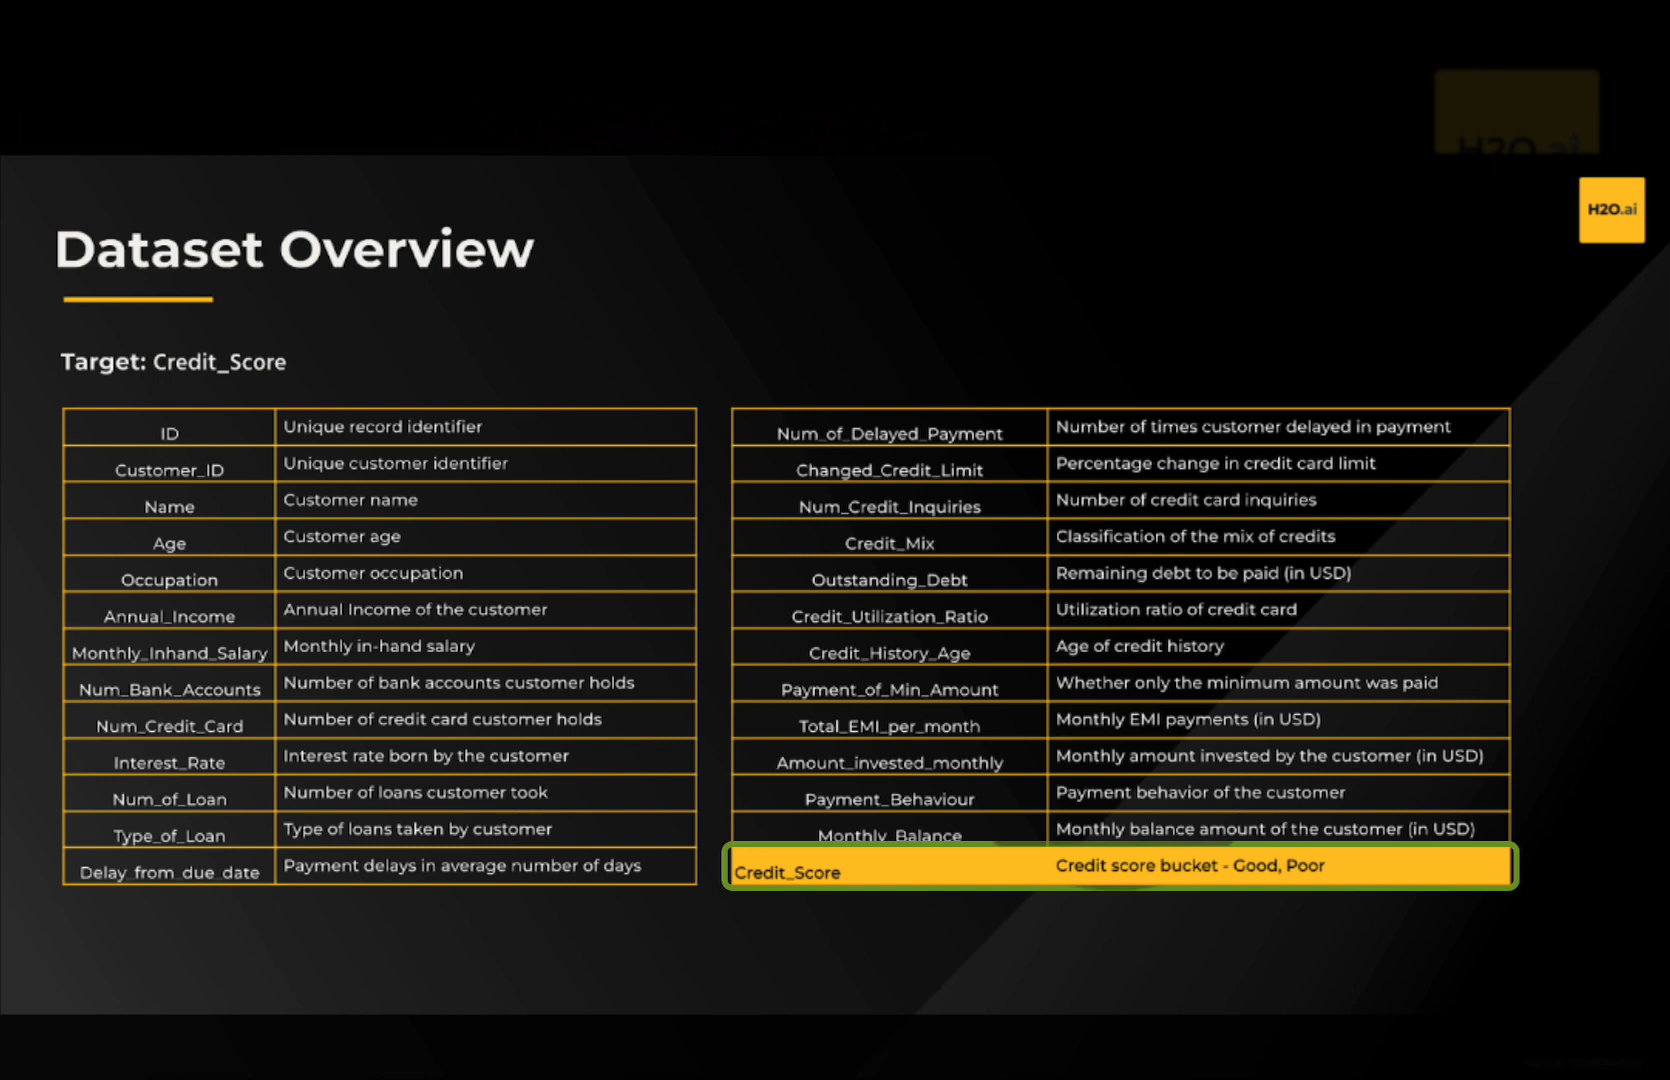 H2O.ai
H2O.ai
Dataset Overview
Target: Credit_Score
ID Unique record identifier
Customer_ID Unique customer identifier
Name Customer name
Age Customer age
Occupation Customer occupation
Annual_Income Annual Income of the customer
Monthly_Inhand_Salary Monthly in-hand salary
Num_Bank_Accounts Number of bank accounts customer holds
Num_Credit_Card Number of credit card customer holds
Interest_Rate Interest rate born by the customer
Num_of_Loan Number of loans customer took
Type_of_Loan Type of loans taken by customer
Delay_from_due_date Payment delays in average number of days
Num_of_Delayed_Payment Number of times customer delayed in payment
Changed_Credit_Limit Percentage change in credit card limit
Num_Credit_Inquiries Number of credit card inquiries
Credit_Mix Classification of the mix of credits
Outstanding_Debt Remaining debt to be paid (in USD)
Credit_Utilization_Ratio Utilization ratio of credit card
Credit_History_Age Age of credit history
Payment_of_Min_Amount Whether only the minimum amount was paid
Total_EMI_per_month Monthly EMI payments (in USD)
Amount_invested_monthly Monthly amount invested by the customer (in USD)
Payment_Behaviour Payment behavior of the customer
Monthly_Balance Monthly balance amount of the customer (in USD)
Credit_Score Credit score bucket - Good, Poor